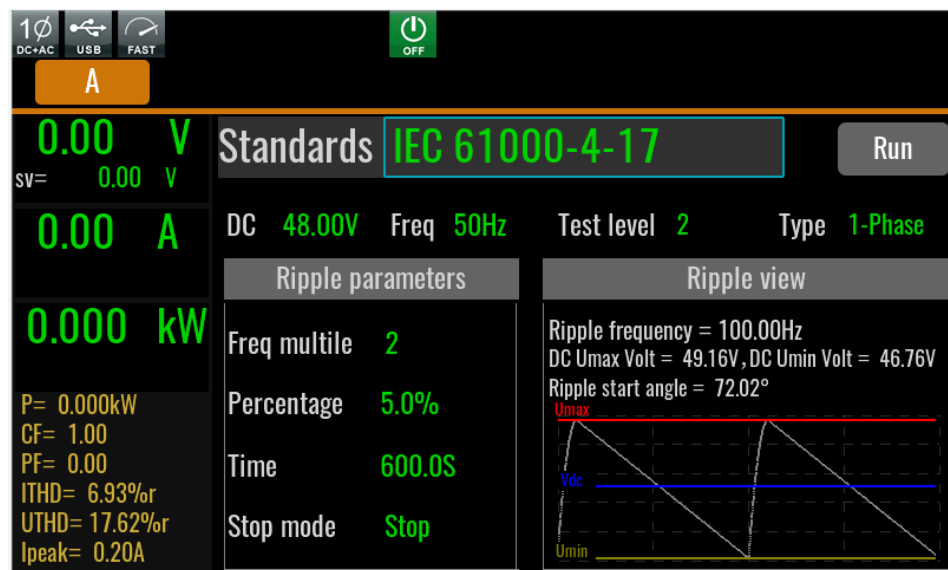 1Ø
DC+AC USB FAST OFF
A
0.00 V
sv= 0.00 V
Standards IEC 61000-4-17 Run
0.00 A
DC 48.00V Freq 50Hz Test level 2 Type 1-Phase
Ripple parameters
Ripple view
0.000 kW
Freq multile 2
Percentage 5.0%
Time 600.0S
Stop mode Stop
Ripple frequency = 100.00Hz
DC Umax Volt = 49.16V, DC Umin Volt = 46.76V
Ripple start angle = 72.02°
Umax
Vdc
Umin
P= 0.000kW
CF= 1.00
PF= 0.00
ITHD= 6.93%r
UTHD= 17.62%r
Ipeak= 0.20A